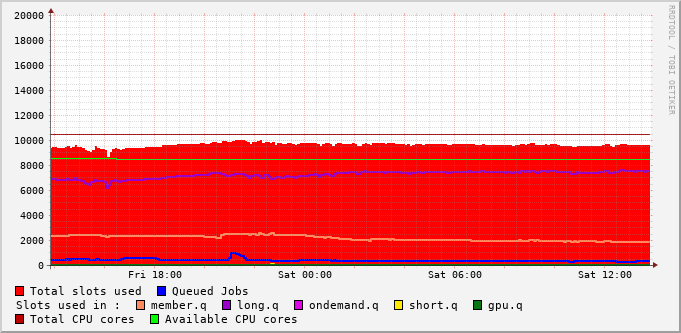 RRDTOOL / TOBI OETIKER
20000
18000
16000
14000
12000
10000
8000
6000
4000
2000
0
Fri 18:00 Sat 00:00 Sat 06:00 Sat 12:00
Total slots used Queued Jobs
Slots used in : member.q long.q ondemand.q short.q gpu.q
Total CPU cores Available CPU cores